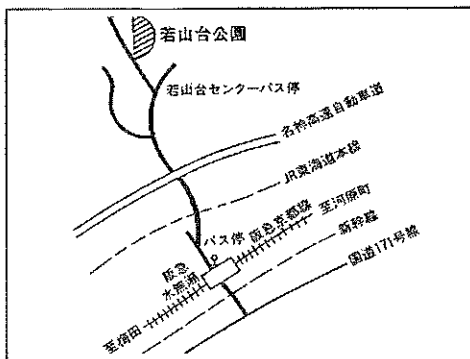 若山台公園
若山台センターバス停
名神高速自動車道
JR東海道本線
至河原町
阪急京都線
バス停
新幹線
阪急
水無瀬
国道171号線
至梅田